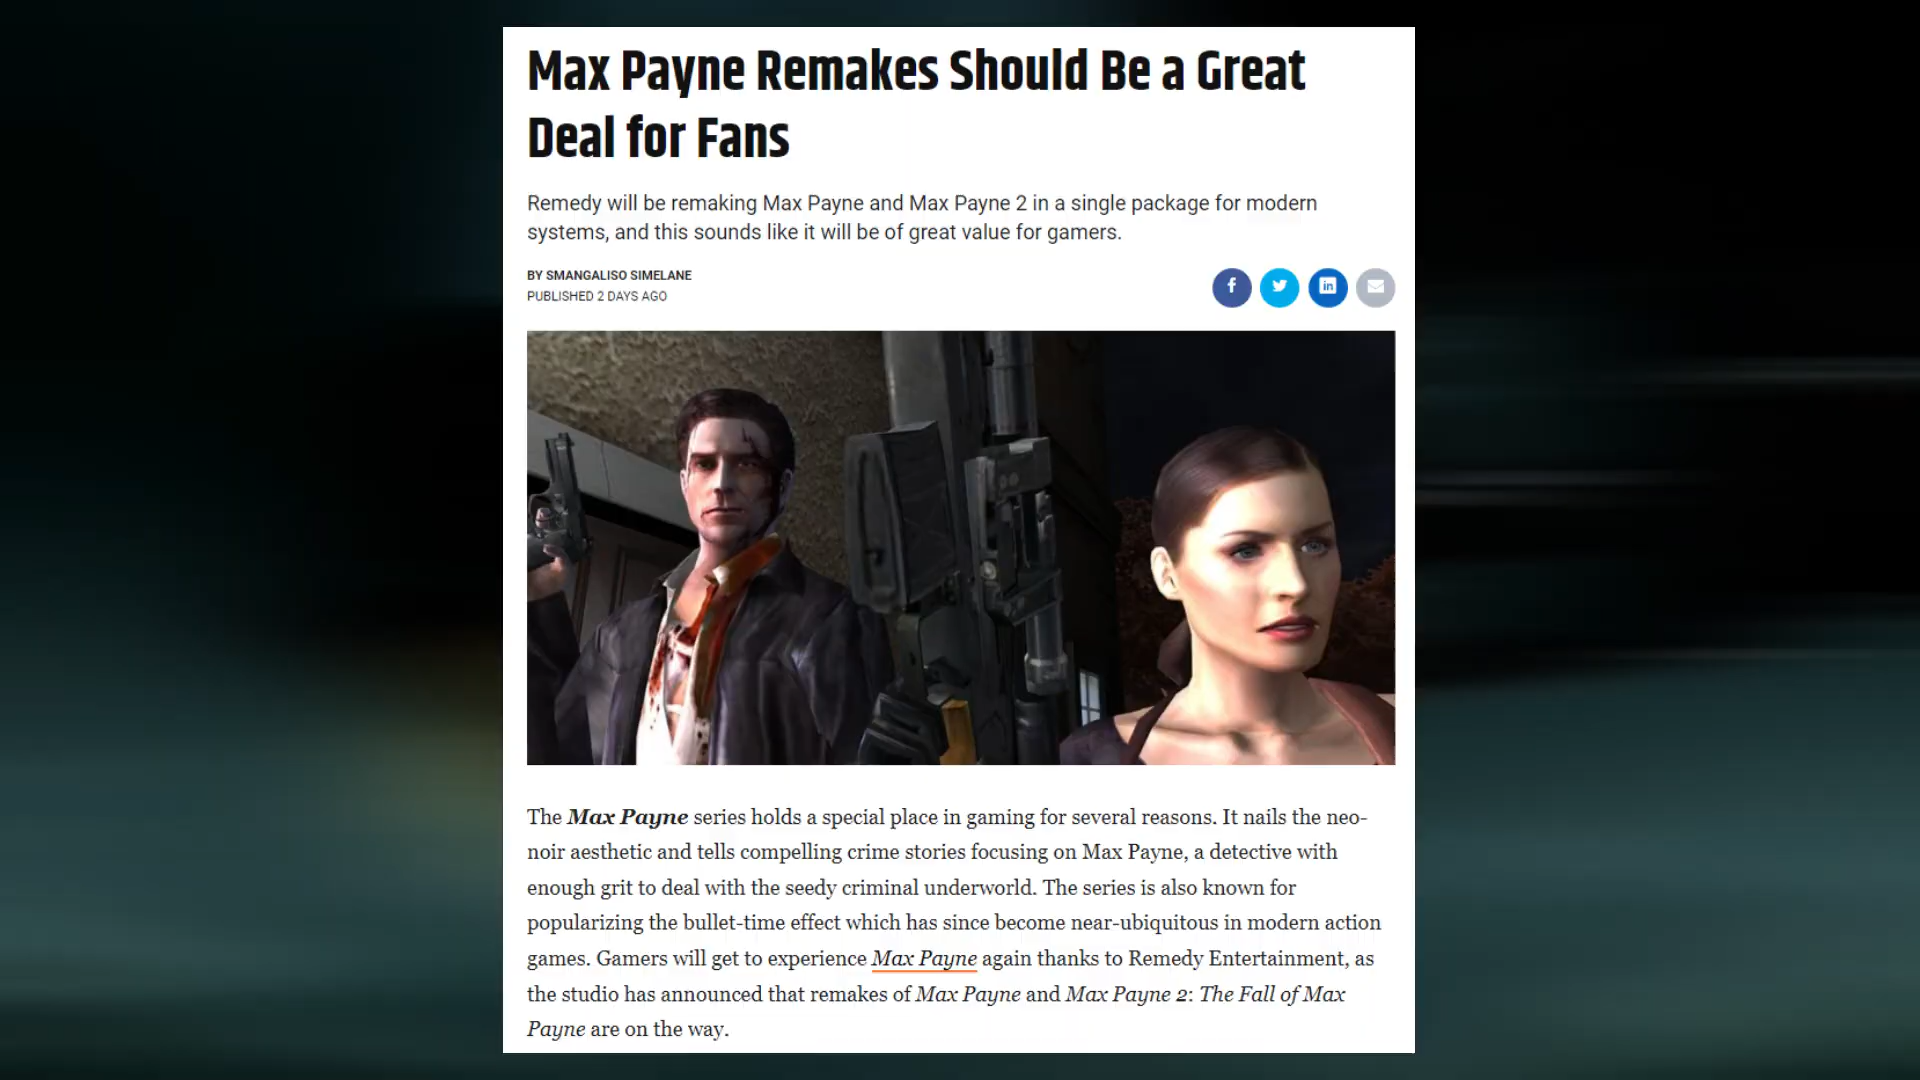 Max Payne Remakes Should Be a Great
Deal for Fans
Remedy will be remaking Max Payne and Max Payne 2 in a single package for modern
systems, and this sounds like it will be of great value for gamers.
BY SMANGALISO SIMELANE
PUBLISHED 2 DAYS AGO
The Max Payne series holds a special place in gaming for several reasons. It nails the neo-
noir aesthetic and tells compelling crime stories focusing on Max Payne, a detective with
enough grit to deal with the seedy criminal underworld. The series is also known for
popularizing the bullet-time effect which has since become near-ubiquitous in modern action
games. Gamers will get to experience Max Payne again thanks to Remedy Entertainment, as
the studio has announced that remakes of Max Payne and Max Payne 2: The Fall of Max
Payne are on the way.